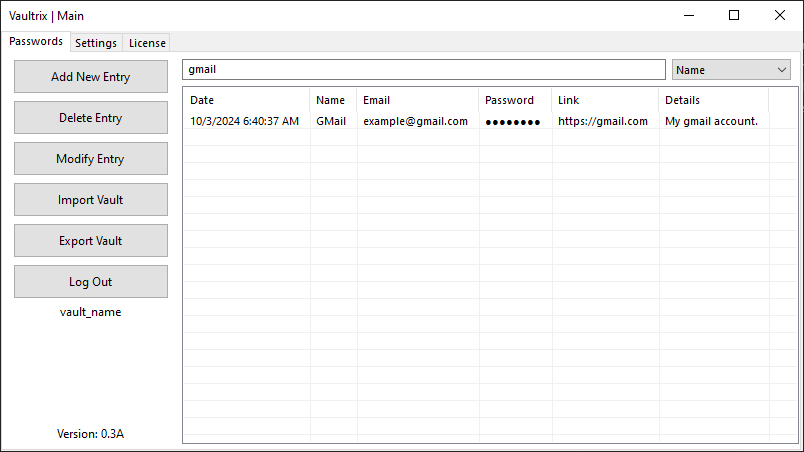 Vaultrix | Main
Passwords Settings License
Add New Entry
Delete Entry
Modify Entry
Import Vault
Export Vault
Log Out
vault_name
Version: 0.3A
gmail Name
Date Name Email Password Link Details
10/3/2024 6:40:37 AM GMail example@gmail.com ●●●●●●●● https://gmail.com My gmail account.